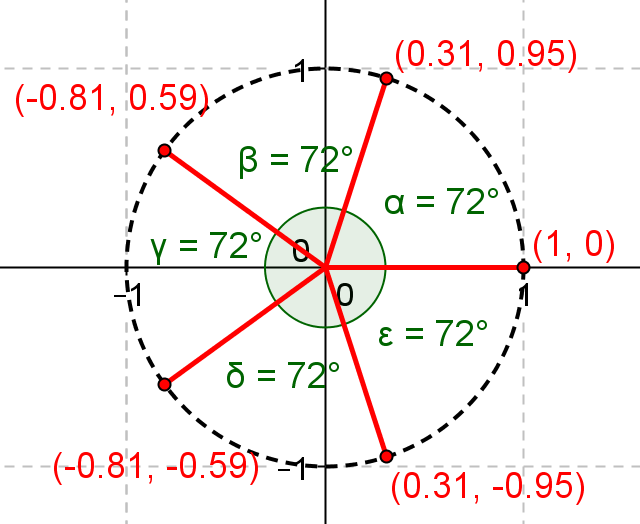 (0.31, 0.95)
1
(-0.81, 0.59)
β = 72°
α = 72°
γ = 72°
0
(1, 0)
−1
0
1
ε = 72°
δ = 72°
(-0.81, -0.59)
−1
(0.31, -0.95)